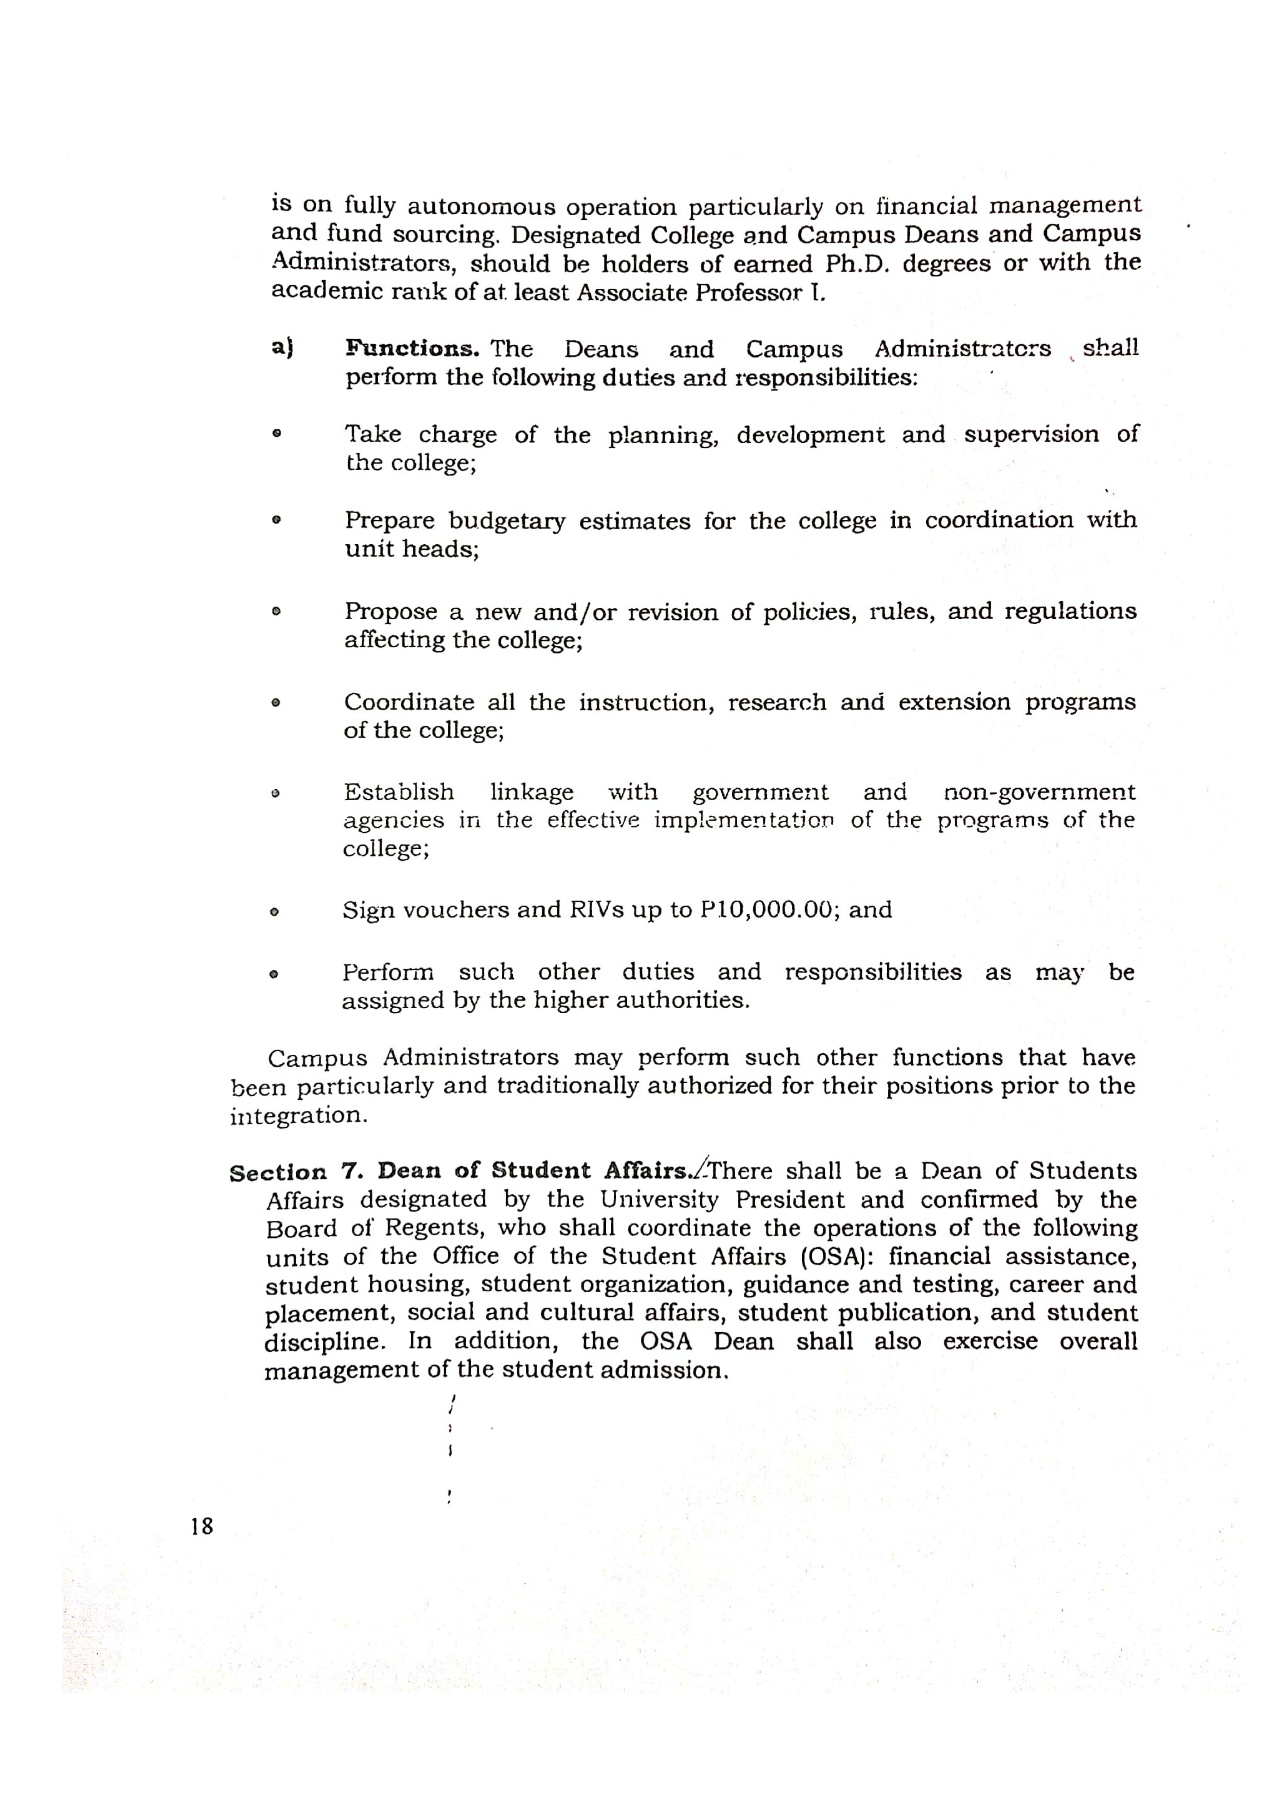 is on fully autonomous operation particularly on financial management
and fund sourcing. Designated College and Campus Deans and Campus
Administrators, should be holders of earned Ph.D. degrees or with the
academic rank of at least Associate Professor I.
a) Functions. The Deans and Campus Administrators shall
perform the following duties and responsibilities:
• Take charge of the planning, development and supervision of
the college;
• Prepare budgetary estimates for the college in coordination with
unit heads;
• Propose a new and/or revision of policies, rules, and regulations
affecting the college;
• Coordinate all the instruction, research and extension programs
of the college;
• Establish linkage with government and non-government
agencies in the effective implementation of the programs of the
college;
• Sign vouchers and RIVs up to P10,000.00; and
• Perform such other duties and responsibilities as may be
assigned by the higher authorities.
Campus Administrators may perform such other functions that have
been particularly and traditionally authorized for their positions prior to the
integration.
Section 7. Dean of Student Affairs. There shall be a Dean of Students
Affairs designated by the University President and confirmed by the
Board of Regents, who shall coordinate the operations of the following
units of the Office of the Student Affairs (OSA): financial assistance,
student housing, student organization, guidance and testing, career and
placement, social and cultural affairs, student publication, and student
discipline. In addition, the OSA Dean shall also exercise overall
management of the student admission.
18